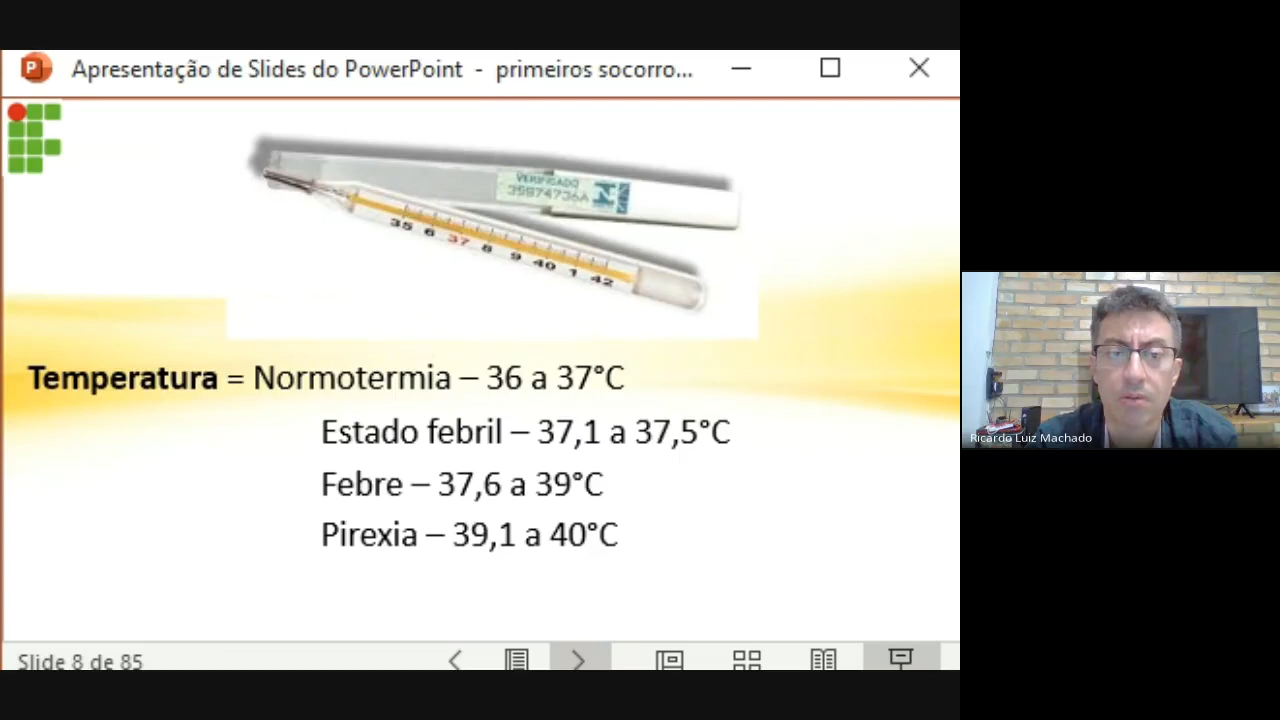 Apresentação de Slides do PowerPoint - primeiros socorro...
VERIFICADO
35 6 37 8 9 40 1 42
Temperatura = Normotermia – 36 a 37°C
Estado febril – 37,1 a 37,5°C
Febre – 37,6 a 39°C
Pirexia – 39,1 a 40°C
Slide 8 de 85
Ricardo Luiz Machado